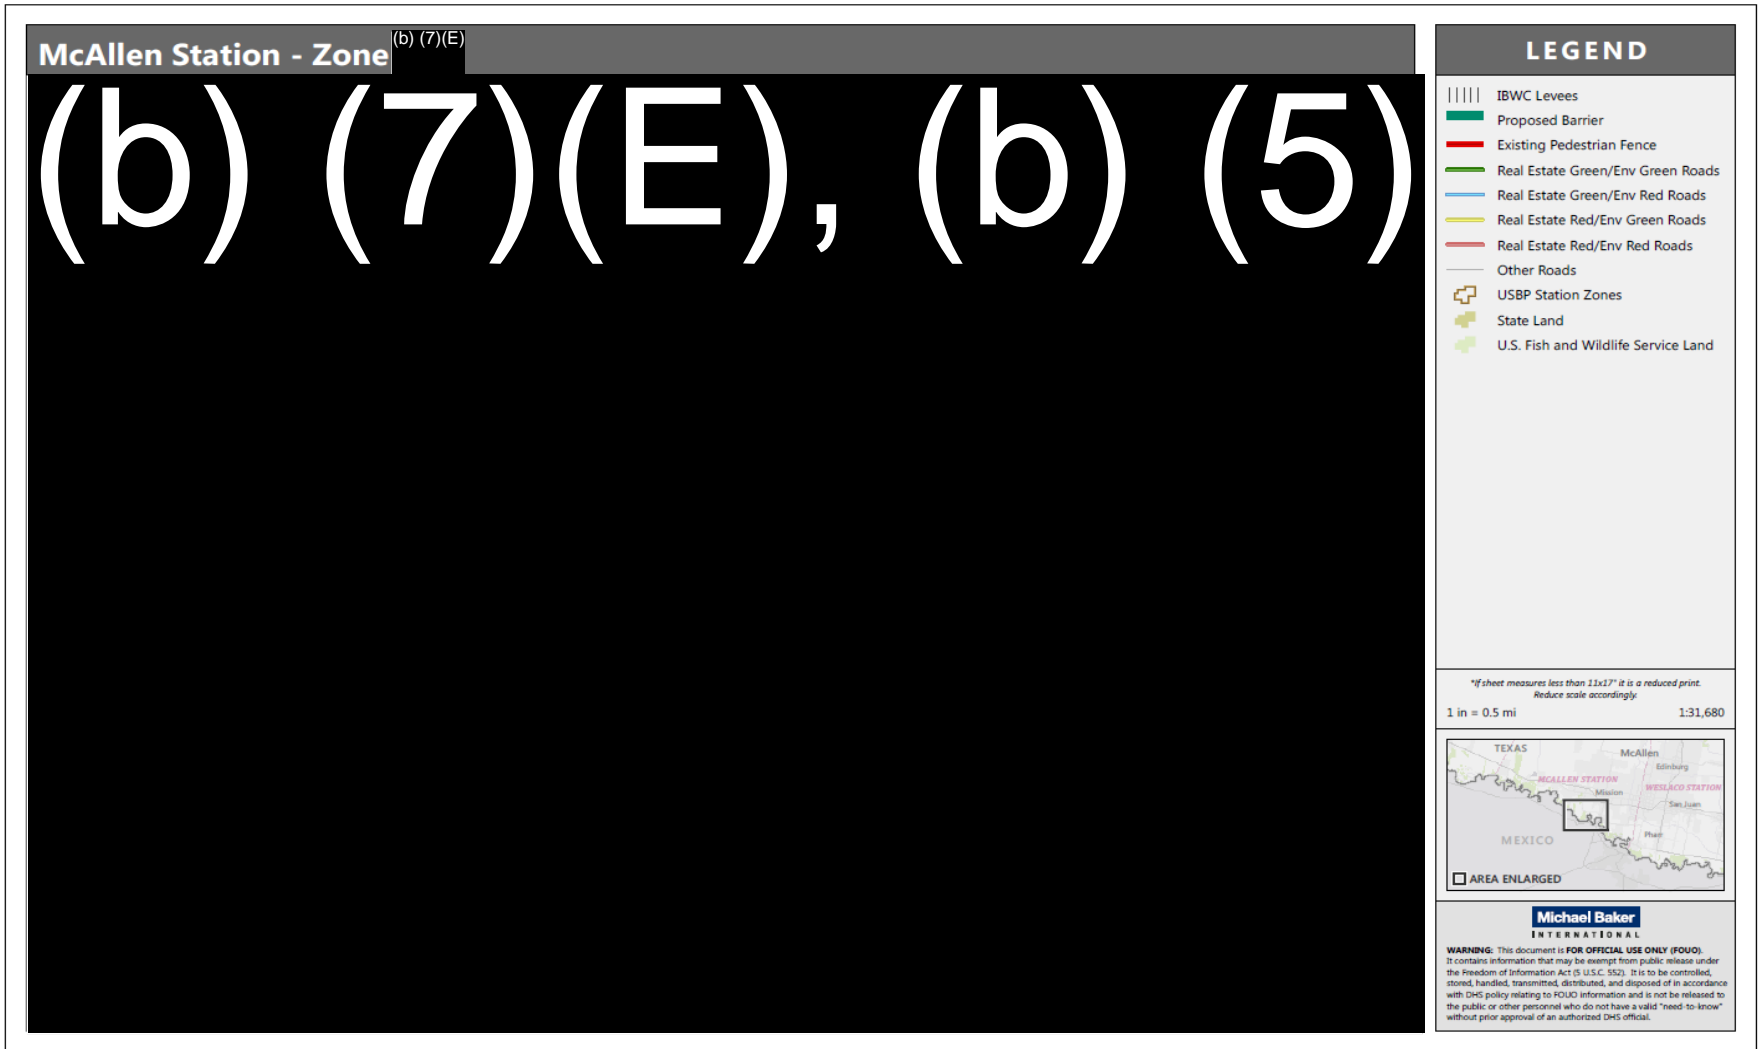 McAllen Station - Zone (b) (7)(E)
(b) (7)(E), (b) (5)
LEGEND
IBWC Levees
Proposed Barrier
Existing Pedestrian Fence
Real Estate Green/Env Green Roads
Real Estate Green/Env Red Roads
Real Estate Red/Env Green Roads
Real Estate Red/Env Red Roads
Other Roads
USBP Station Zones
State Land
U.S. Fish and Wildlife Service Land
*If sheet measures less than 11x17" it is a reduced print.
Reduce scale accordingly.
1 in = 0.5 mi 1:31,680
TEXAS
McAllen
Edinburg
MCALLEN STATION
WESLACO STATION
Mission
San Juan
Pharr
MEXICO
AREA ENLARGED
Michael Baker
INTERNATIONAL
WARNING: This document is FOR OFFICIAL USE ONLY (FOUO).
It contains information that may be exempt from public release under
the Freedom of Information Act (5 U.S.C. 552). It is to be controlled,
stored, handled, transmitted, distributed, and disposed of in accordance
with DHS policy relating to FOUO information and is not be released to
the public or other personnel who do not have a valid "need-to-know"
without prior approval of an authorized DHS official.